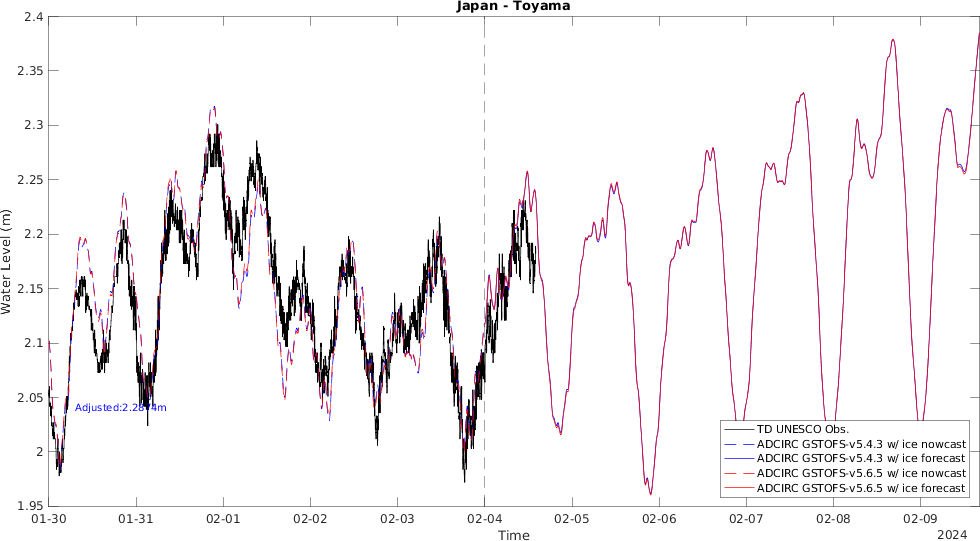 Japan - Toyama
2.4
2.35
2.3
2.25
2.2
2.15
2.1
2.05
2
1.95
Water Level (m)
Adjusted:2.2874m
TD UNESCO Obs.
ADCIRC GSTOFS-v5.4.3 w/ ice nowcast
ADCIRC GSTOFS-v5.4.3 w/ ice forecast
ADCIRC GSTOFS-v5.6.5 w/ ice nowcast
ADCIRC GSTOFS-v5.6.5 w/ ice forecast
01-30 01-31 02-01 02-02 02-03 02-04 02-05 02-06 02-07 02-08 02-09
Time
2024